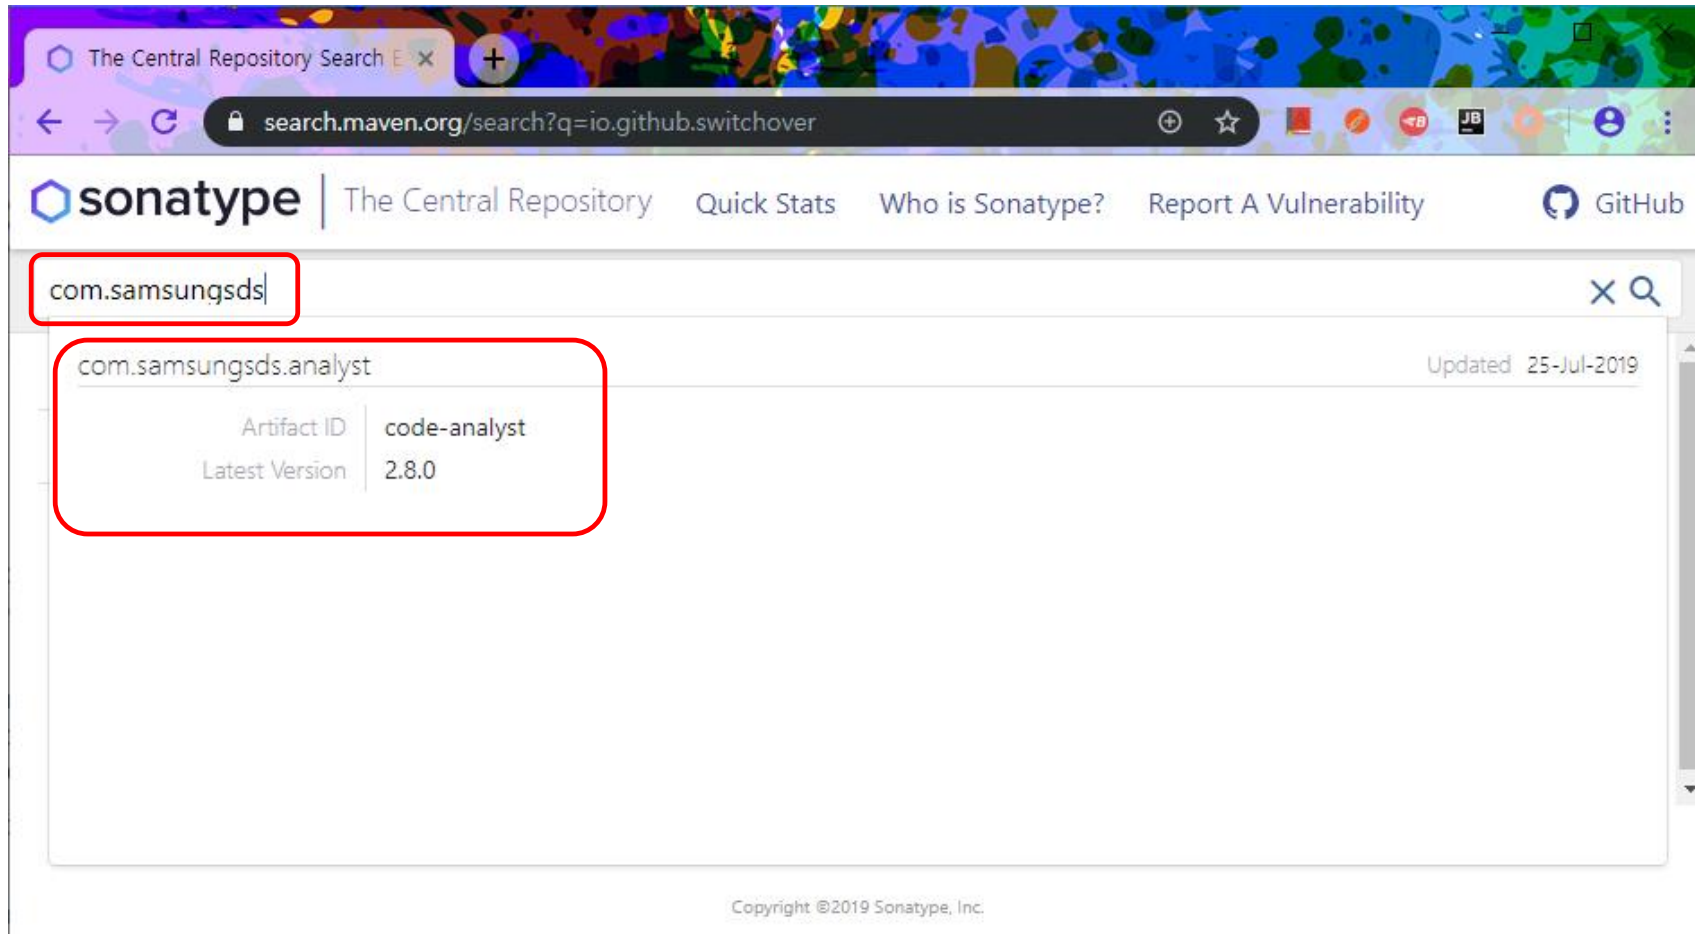 The Central Repository Search E
search.maven.org/search?q=io.github.switchover
JB
sonatype The Central Repository Quick Stats Who is Sonatype? Report A Vulnerability GitHub
com.samsungsds
com.samsungsds.analyst Updated 25-Jul-2019
Artifact ID code-analyst
Latest Version 2.8.0
Copyright ©2019 Sonatype, Inc.